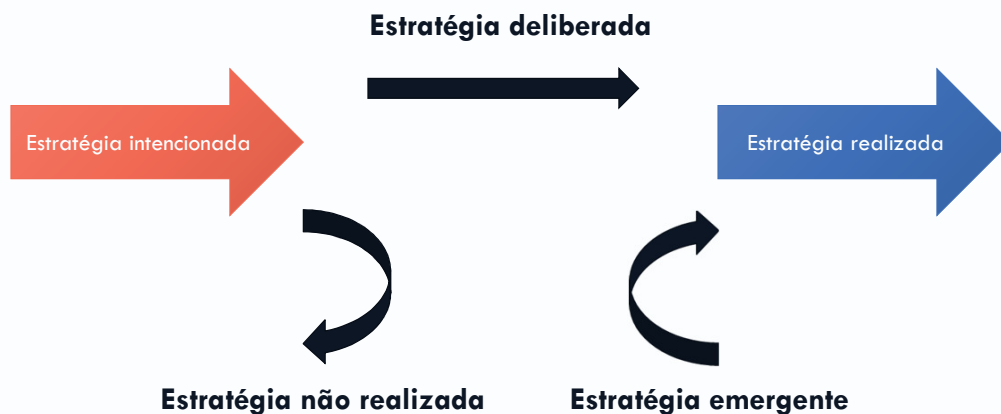 Estratégia deliberada
Estratégia intencionada
Estratégia realizada
Estratégia não realizada
Estratégia emergente